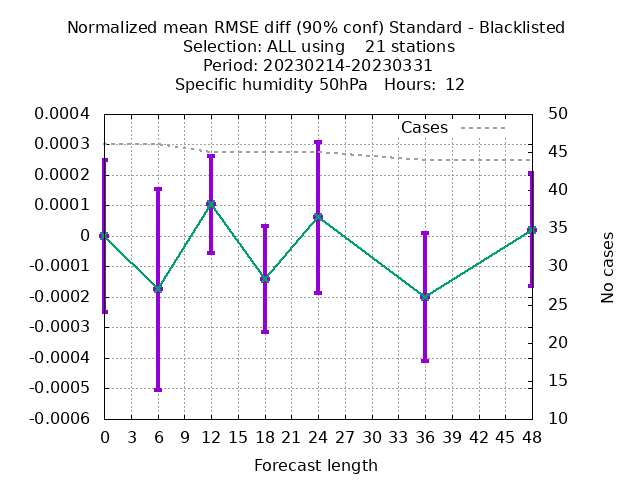 Normalized mean RMSE diff (90% conf) Standard - Blacklisted
Selection: ALL using    21 stations
Period: 20230214-20230331
Specific humidity 50hPa   Hours:  12
Cases
0.0004
0.0003
0.0002
0.0001
0
-0.0001
-0.0002
-0.0003
-0.0004
-0.0005
-0.0006
50
45
40
35
30
25
20
15
10
No cases
0 3 6 9 12 15 18 21 24 27 30 33 36 39 42 45 48
Forecast length